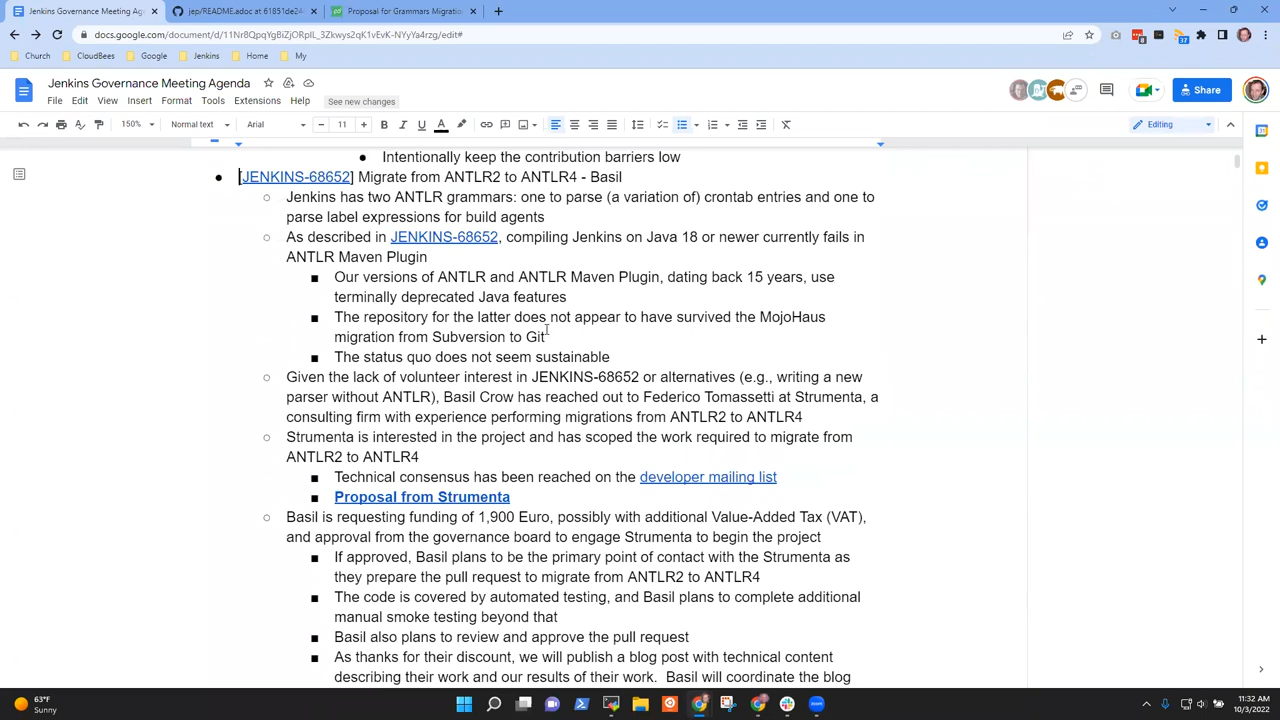 Jenkins Governance Meeting Agenda
jep/README.adoc at 61851de24
Proposal for Grammars Migratio
docs.google.com/document/d/11Nr8QpqYgBiZjORpIL_3Zkwys2qK1vEvK-NYyYa4rzg/edit#
8
37
Church
CloudBees
Google
Jenkins
Home
My
Jenkins Governance Meeting Agenda
File Edit View Insert Format Tools Extensions Help See new changes
Share
150% Normal text Arial 11 B I U A Editing
● Intentionally keep the contribution barriers low
● [JENKINS-68652] Migrate from ANTLR2 to ANTLR4 - Basil
○ Jenkins has two ANTLR grammars: one to parse (a variation of) crontab entries and one to
parse label expressions for build agents
○ As described in JENKINS-68652, compiling Jenkins on Java 18 or newer currently fails in
ANTLR Maven Plugin
■ Our versions of ANTLR and ANTLR Maven Plugin, dating back 15 years, use
terminally deprecated Java features
■ The repository for the latter does not appear to have survived the MojoHaus
migration from Subversion to Git
■ The status quo does not seem sustainable
○ Given the lack of volunteer interest in JENKINS-68652 or alternatives (e.g., writing a new
parser without ANTLR), Basil Crow has reached out to Federico Tomassetti at Strumenta, a
consulting firm with experience performing migrations from ANTLR2 to ANTLR4
○ Strumenta is interested in the project and has scoped the work required to migrate from
ANTLR2 to ANTLR4
■ Technical consensus has been reached on the developer mailing list
■ Proposal from Strumenta
○ Basil is requesting funding of 1,900 Euro, possibly with additional Value-Added Tax (VAT),
and approval from the governance board to engage Strumenta to begin the project
■ If approved, Basil plans to be the primary point of contact with the Strumenta as
they prepare the pull request to migrate from ANTLR2 to ANTLR4
■ The code is covered by automated testing, and Basil plans to complete additional
manual smoke testing beyond that
■ Basil also plans to review and approve the pull request
■ As thanks for their discount, we will publish a blog post with technical content
describing their work and our results of their work. Basil will coordinate the blog
63°F
Sunny
11:32 AM
10/3/2022